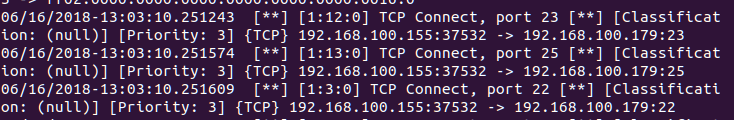 06/16/2018-13:03:10.251243  [**] [1:12:0] TCP Connect, port 23 [**] [Classificat
ion: (null)] [Priority: 3] {TCP} 192.168.100.155:37532 -> 192.168.100.179:23
06/16/2018-13:03:10.251574  [**] [1:13:0] TCP Connect, port 25 [**] [Classificat
ion: (null)] [Priority: 3] {TCP} 192.168.100.155:37532 -> 192.168.100.179:25
06/16/2018-13:03:10.251609  [**] [1:3:0] TCP Connect, port 22 [**] [Classificati
on: (null)] [Priority: 3] {TCP} 192.168.100.155:37532 -> 192.168.100.179:22